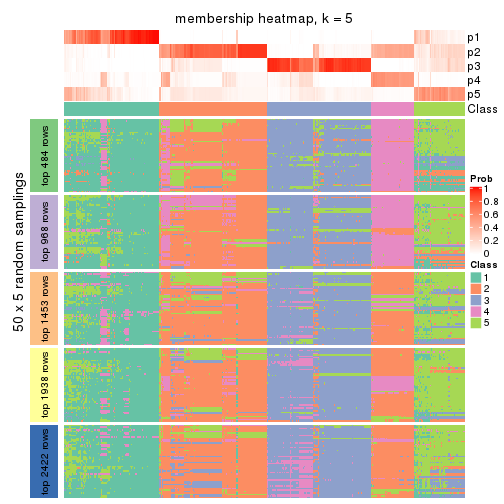 membership heatmap, k = 5
p1
p2
p3
p4
p5
Class
50 x 5 random samplings
top 484 rows
top 968 rows
top 1453 rows
top 1938 rows
top 2422 rows
Prob
1
0.8
0.6
0.4
0.2
0
Class
1
2
3
4
5